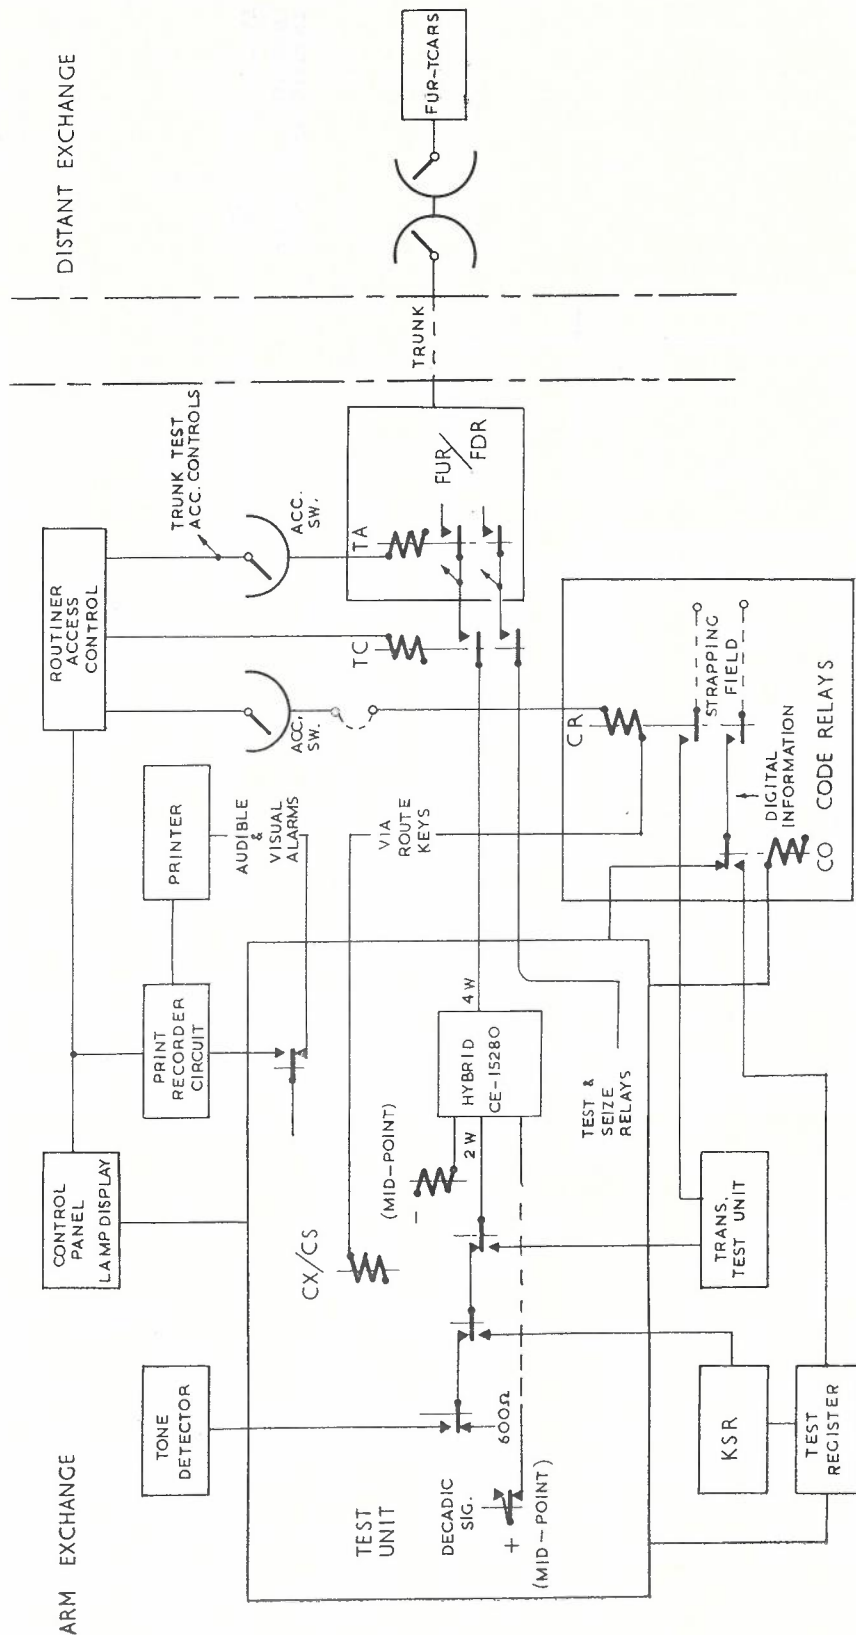 ARM EXCHANGE
DISTANT EXCHANGE
CONTROL
PANEL
LAMP DISPLAY
ROUTINER
ACCESS
CONTROL
TRUNK TEST
ACC. CONTROLS
TONE
DETECTOR
PRINT
RECORDER
CIRCUIT
PRINTER
AUDIBLE
&
VISUAL
ALARMS
ACC.
SW.
ACC.
SW.
TC
TA
FUR/
FDR
TRUNK
FUR-TCARS
CX/CS
VIA
ROUTE
KEYS
TEST
UNIT
DECADIC
SIG.
+
(MID-POINT)
600Ω
-
(MID-POINT)
2 W
HYBRID
CE-15280
4 W
TEST &
SEIZE
RELAYS
CR
STRAPPING
FIELD
DIGITAL
INFORMATION
CO CODE RELAYS
KSR
TEST
REGISTER
TRANS.
TEST UNIT